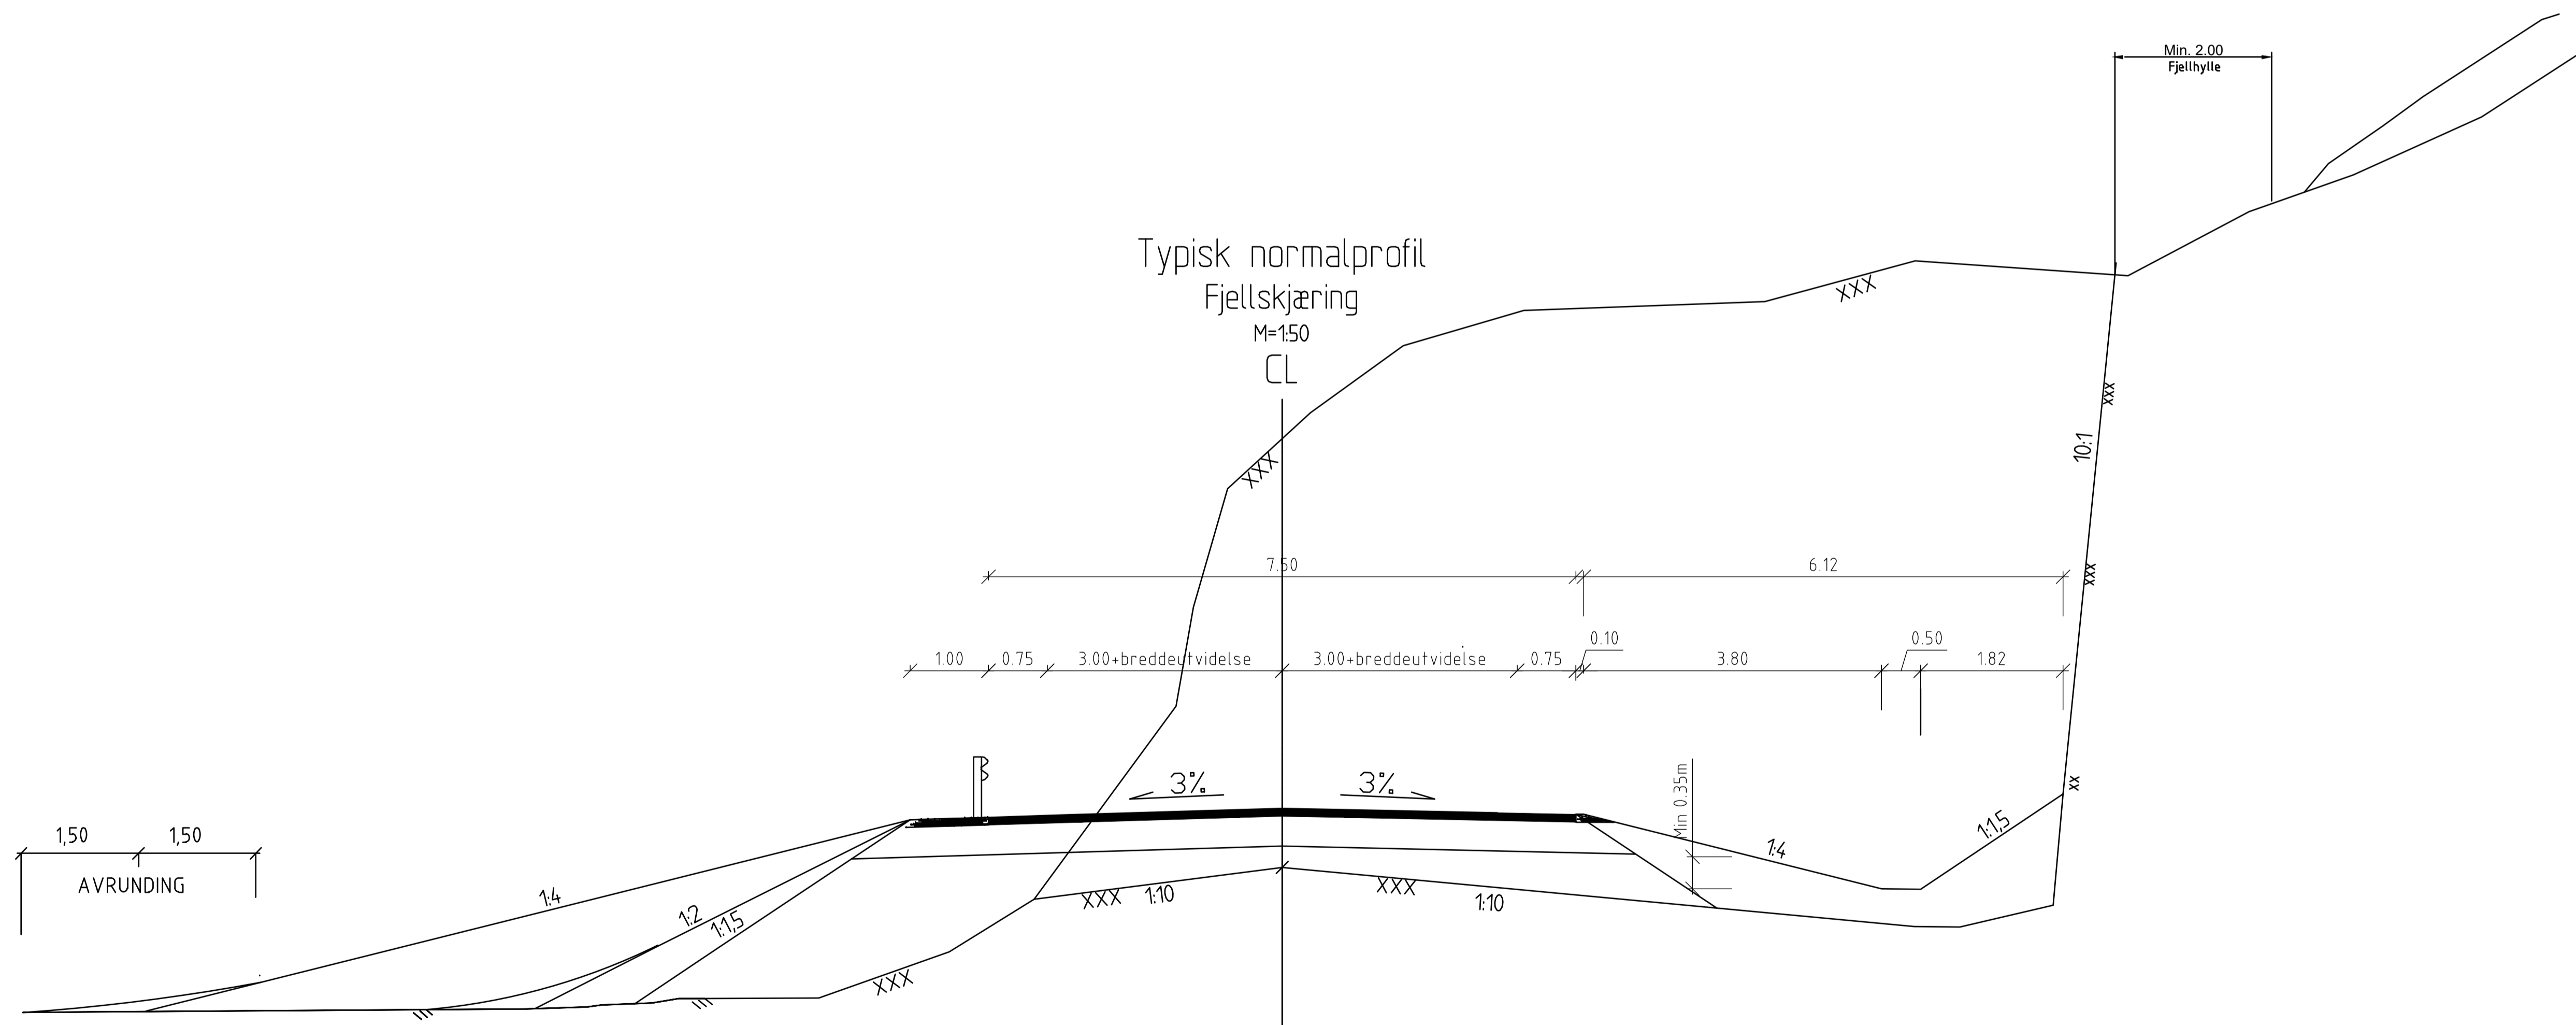 Min. 2.00
Fjellhylle
Typisk normalprofil
Fjellskjæring
M=1:50
CL
XXX
XXX
xxx
10:1
7.50
6.12
xxx
0.10
0.50
1.00
0.75
3.00+breddeutvidelse
3.00+breddeutvidelse
0.75
3.80
1.82
3%
3%
Min 0.35m
xx
1,50
1,50
AVRUNDING
1:4
1:2
1:1,5
1:4
1:1,5
XXX
1:10
XXX
1:10
XXX